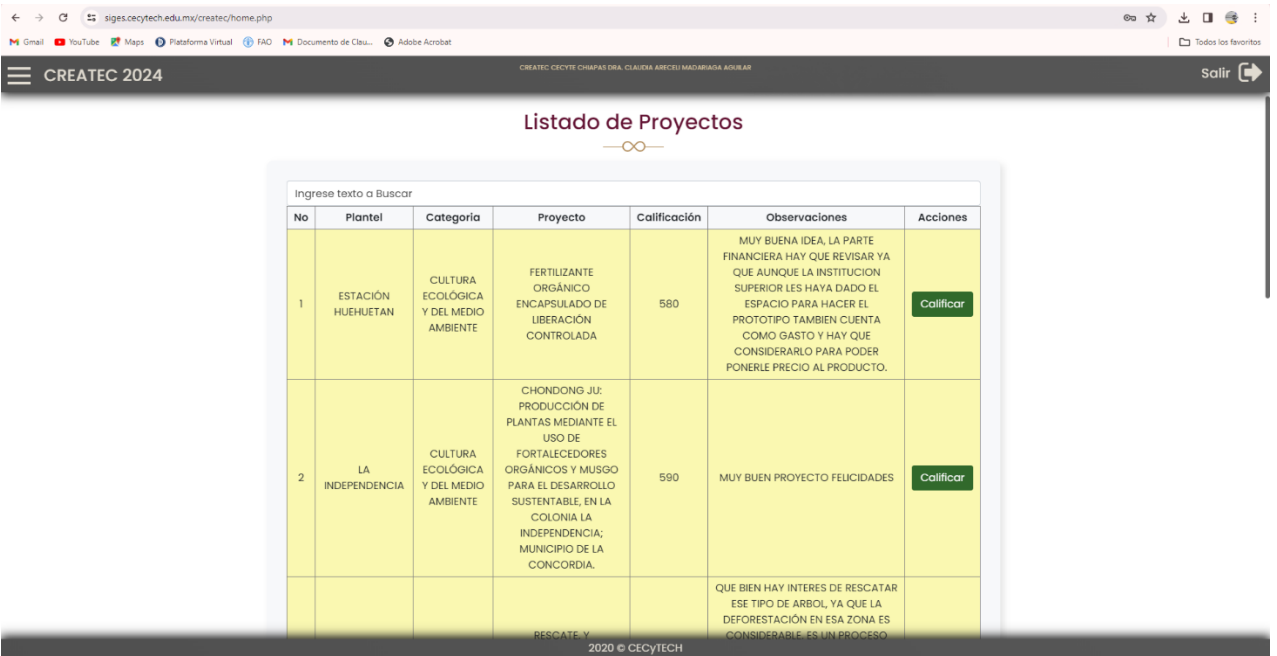 siges.cecytech.edu.mx/createc/home.php
Gmail YouTube Maps Plataforma Virtual FAO Documento de Clau... Adobe Acrobat Todos los favoritos
CREATEC 2024
CREATEC CECYTE CHIAPAS DRA. CLAUDIA ARECELI MADARIAGA AGUILAR
Salir
Listado de Proyectos
Ingrese texto a Buscar
No Plantel Categoria Proyecto Calificación Observaciones Acciones
1
ESTACIÓN
HUEHUETAN
CULTURA
ECOLÓGICA
Y DEL MEDIO
AMBIENTE
FERTILIZANTE
ORGÁNICO
ENCAPSULADO DE
LIBERACIÓN
CONTROLADA
580
MUY BUENA IDEA, LA PARTE
FINANCIERA HAY QUE REVISAR YA
QUE AUNQUE LA INSTITUCION
SUPERIOR LES HAYA DADO EL
ESPACIO PARA HACER EL
PROTOTIPO TAMBIEN CUENTA
COMO GASTO Y HAY QUE
CONSIDERARLO PARA PODER
PONERLE PRECIO AL PRODUCTO.
Calificar
2
LA
INDEPENDENCIA
CULTURA
ECOLÓGICA
Y DEL MEDIO
AMBIENTE
CHONDONG JU:
PRODUCCIÓN DE
PLANTAS MEDIANTE EL
USO DE
FORTALECEDORES
ORGÁNICOS Y MUSGO
PARA EL DESARROLLO
SUSTENTABLE, EN LA
COLONIA LA
INDEPENDENCIA;
MUNICIPIO DE LA
CONCORDIA.
590
MUY BUEN PROYECTO FELICIDADES
Calificar
RESCATE, Y
QUE BIEN HAY INTERES DE RESCATAR
ESE TIPO DE ARBOL, YA QUE LA
DEFORESTACIÓN EN ESA ZONA ES
CONSIDERABLE, ES UN PROCESO
2020 © CECyTECH